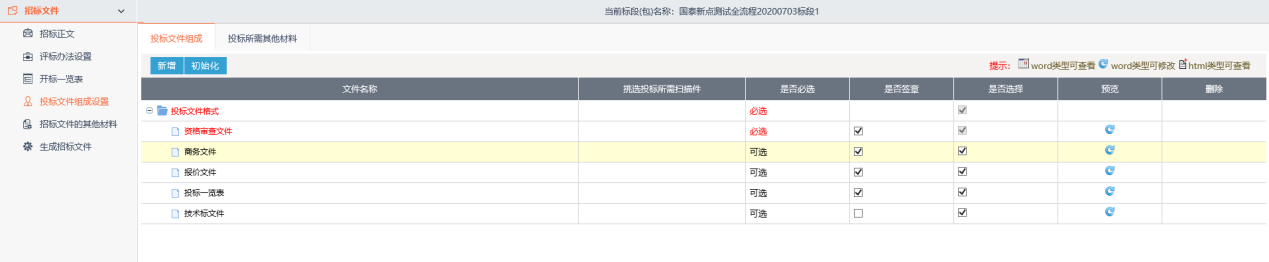 招标文件
当前标段(包)名称：国泰新点测试全流程20200703标段1
招标正文
评标办法设置
开标一览表
投标文件组成设置
招标文件的其他材料
生成招标文件
投标文件组成 投标所需其他材料
新增 初始化 提示： word类型可查看 word类型可修改 html类型可查看
文件名称 挑选投标所需扫描件 是否必选 是否签章 是否选择 预览 删除
投标文件格式 必选
资格审查文件 必选
商务文件 可选
报价文件 可选
投标一览表 可选
技术标文件 可选